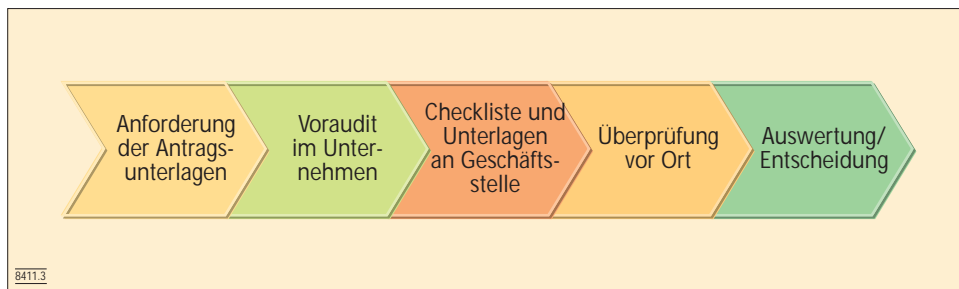 Anforderung
der Antrags-
unterlagen
Voraudit
im Unter-
nehmen
Checkliste und
Unterlagen
an Geschäfts-
stelle
Überprüfung
vor Ort
Auswertung/
Entscheidung
8411.3